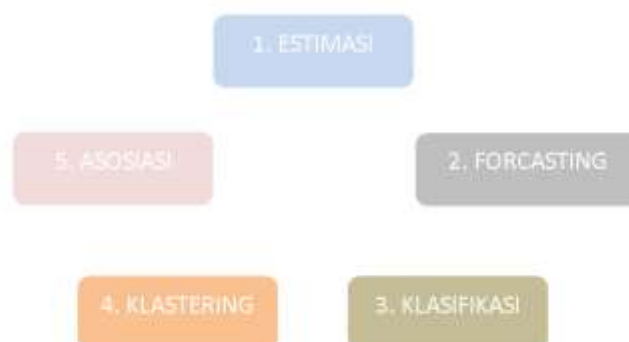 1. ESTIMASI
5. ASOSIASI
2. FORCASTING
4. KLASTERING
3. KLASIFIKASI